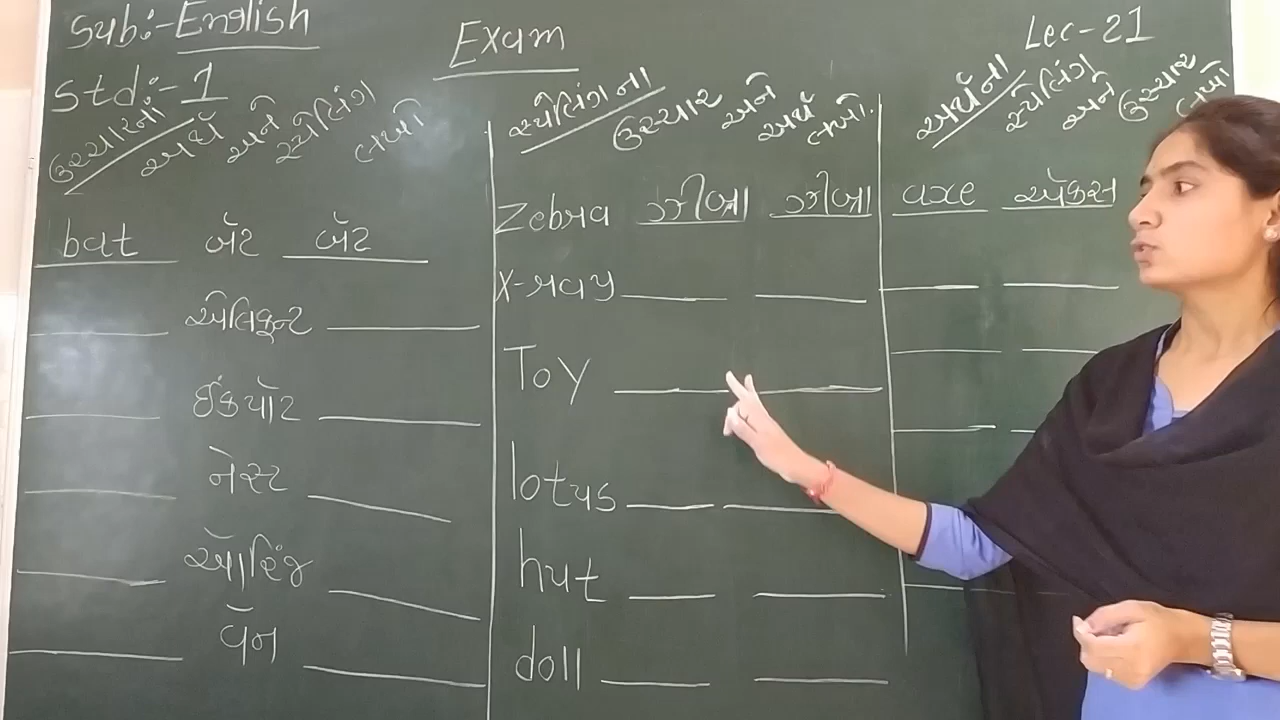 Sub:- English
Exam
Lec-21
Std:- 1
ઉચ્ચારનો અર્થ અને સ્પેલિંગ લખો
bat બૅટ બૅટ
એલિફન્ટ
ઈંકપૉટ
નેસ્ટ
ઑરિંજ
વૅન
સ્પેલિંગના ઉચ્ચાર અને અર્થ લખો.
Zebra ઝીબ્રા ઝીબ્રા
X-ray
Toy
lotus
hut
doll
અર્થના સ્પેલિંગ અને ઉચ્ચાર લખો
axe ઍક્સ